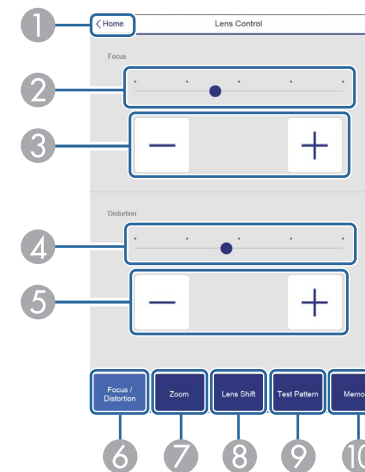 1
< Home
Lens Control
Focus
2
3
Distortion
4
5
Focus /
Distortion
Zoom
Lens Shift
Test Pattern
Memo
6
7
8
9
10